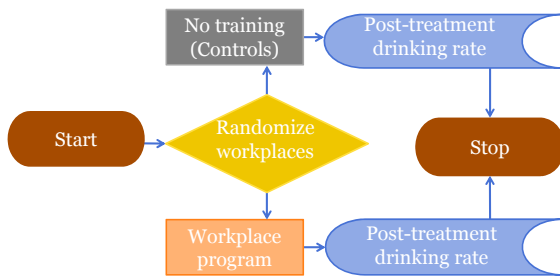 No training
(Controls)
Post-treatment
drinking rate
Start
Randomize
workplaces
Stop
Workplace
program
Post-treatment
drinking rate